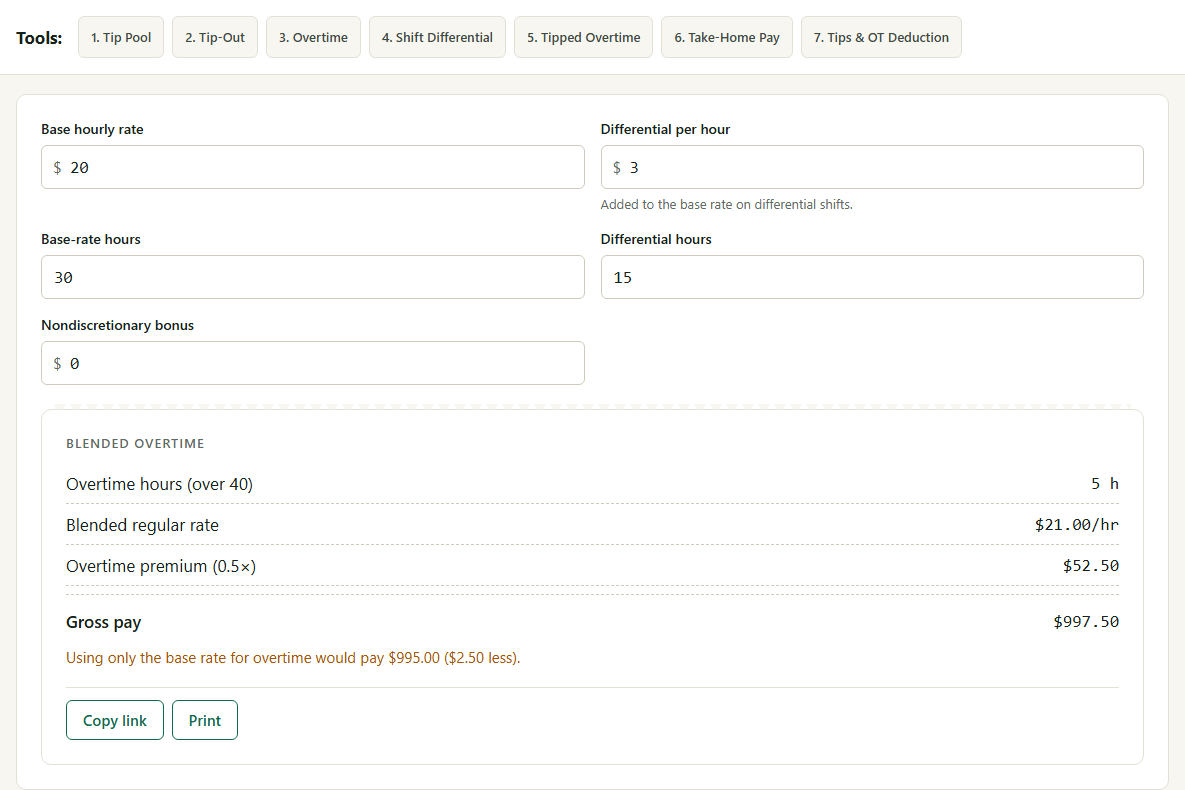 Tools: 1. Tip Pool 2. Tip-Out 3. Overtime 4. Shift Differential 5. Tipped Overtime 6. Take-Home Pay 7. Tips & OT Deduction
Base hourly rate Differential per hour
$ 20 $ 3
Added to the base rate on differential shifts.
Base-rate hours Differential hours
30 15
Nondiscretionary bonus
$ 0
BLENDED OVERTIME
Overtime hours (over 40) 5 h
Blended regular rate $21.00/hr
Overtime premium (0.5×) $52.50
Gross pay $997.50
Using only the base rate for overtime would pay $995.00 ($2.50 less).
Copy link Print